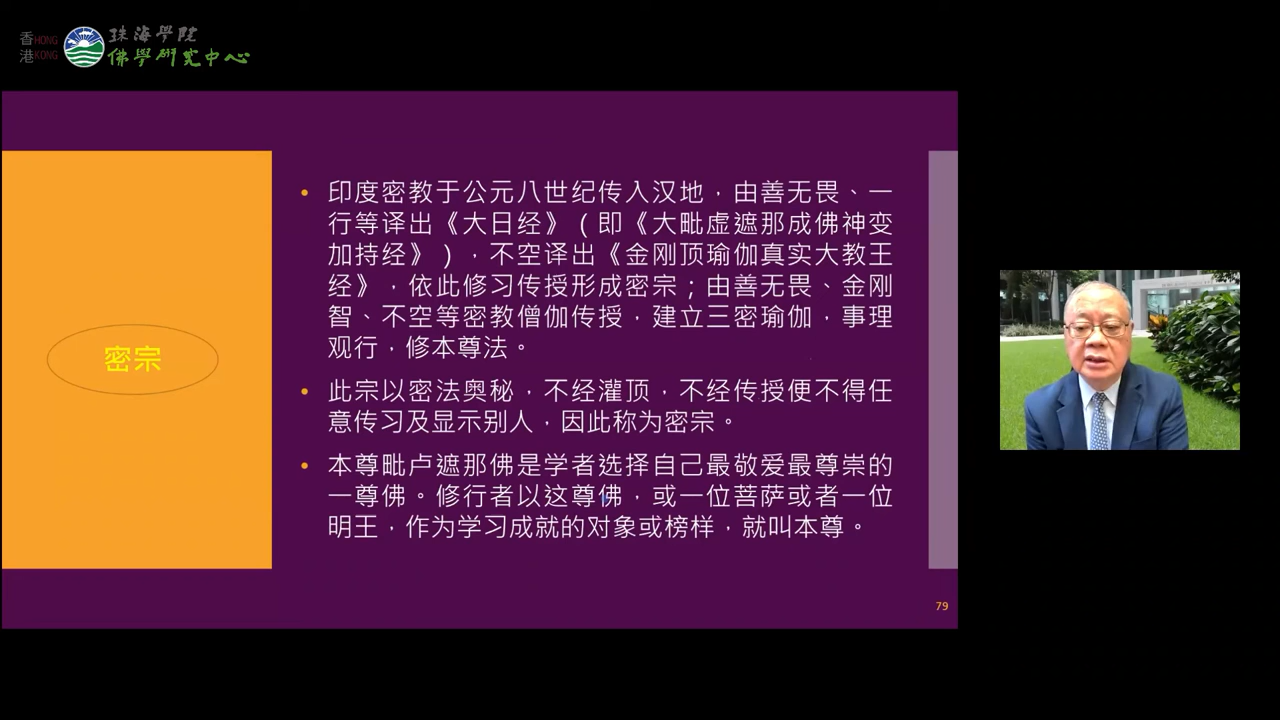 香HONG
港KONG
珠海學院
佛學研究中心
密宗
• 印度密教于公元八世纪传入汉地，由善无畏、一
行等译出《大日经》（即《大毗虚遮那成佛神变
加持经》），不空译出《金刚顶瑜伽真实大教王
经》，依此修习传授形成密宗；由善无畏、金刚
智、不空等密教僧伽传授，建立三密瑜伽，事理
观行，修本尊法。
• 此宗以密法奥秘，不经灌顶，不经传授便不得任
意传习及显示别人，因此称为密宗。
• 本尊毗卢遮那佛是学者选择自己最敬爱最尊崇的
一尊佛。修行者以这尊佛，或一位菩萨或者一位
明王，作为学习成就的对象或榜样，就叫本尊。
79